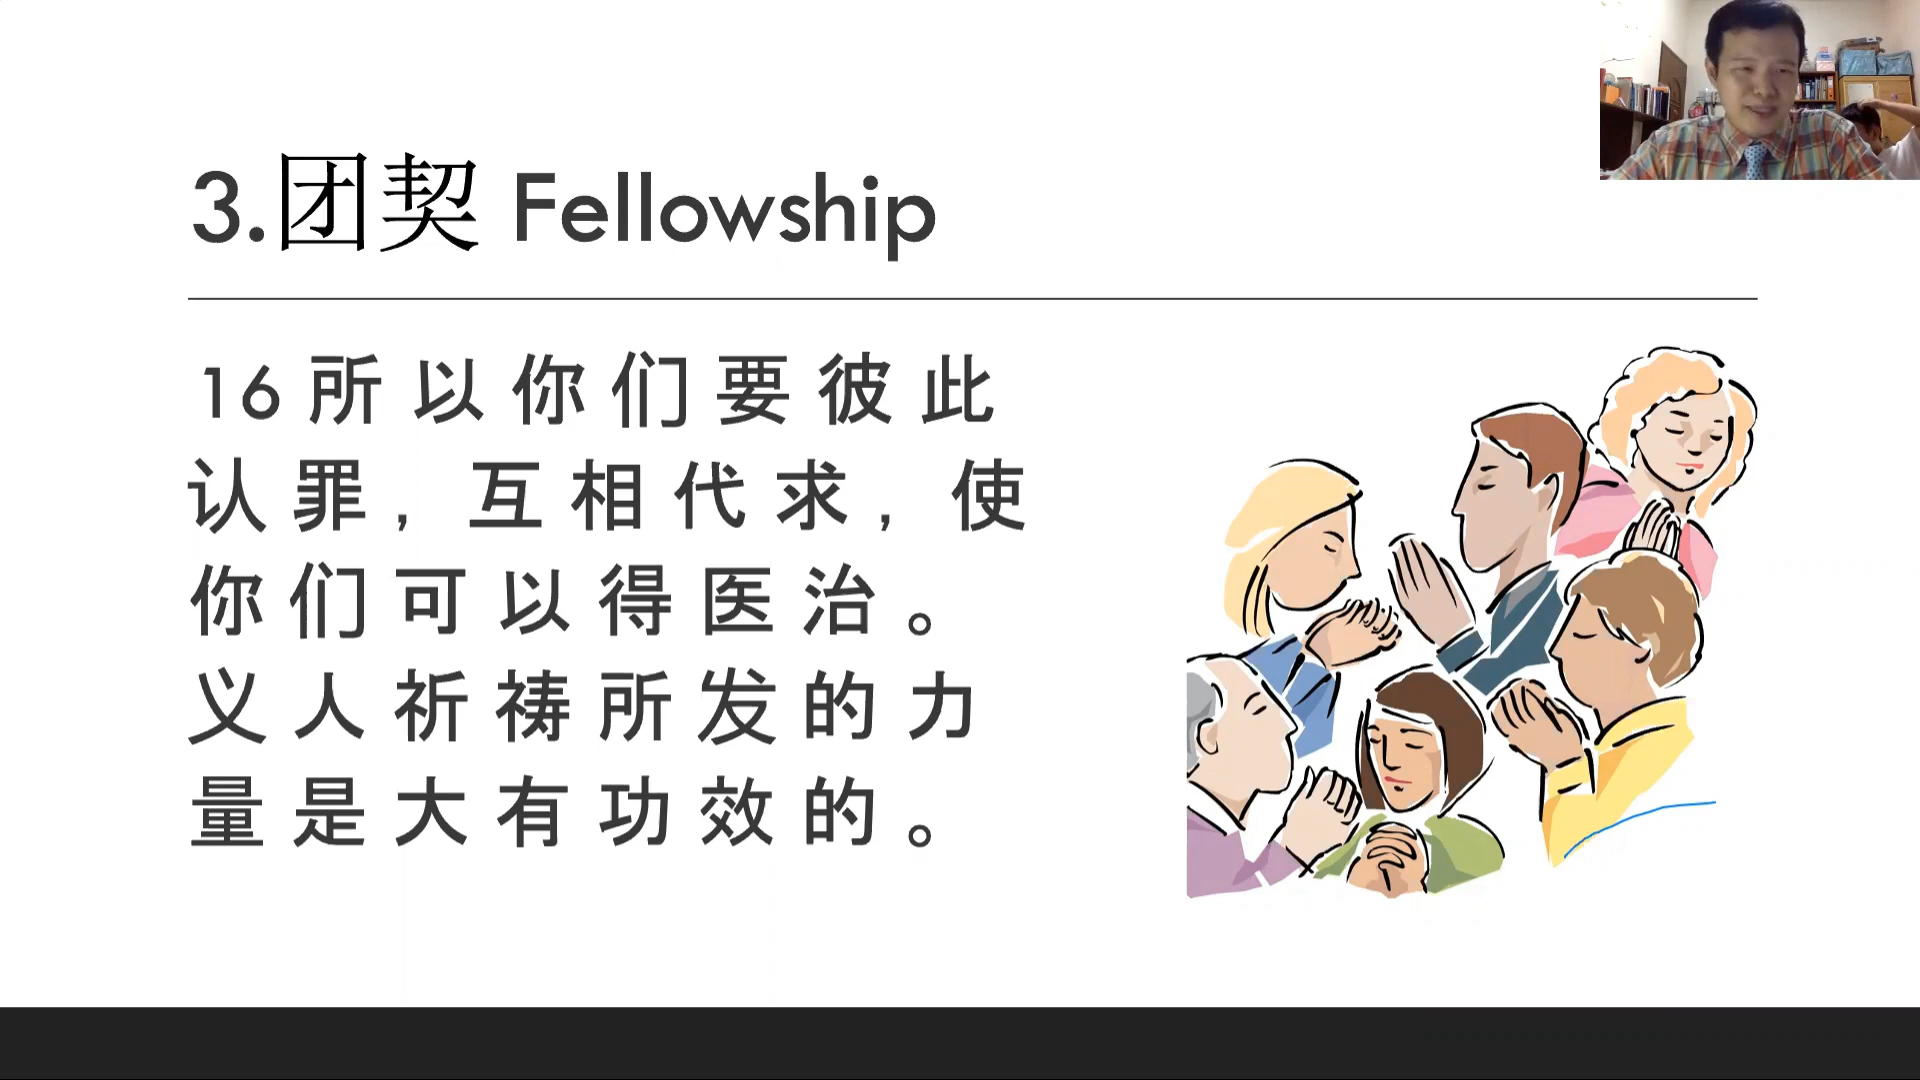 3.团契 Fellowship
16所以你们要彼此
认罪，互相代求，使
你们可以得医治。
义人祈祷所发的力
量是大有功效的。